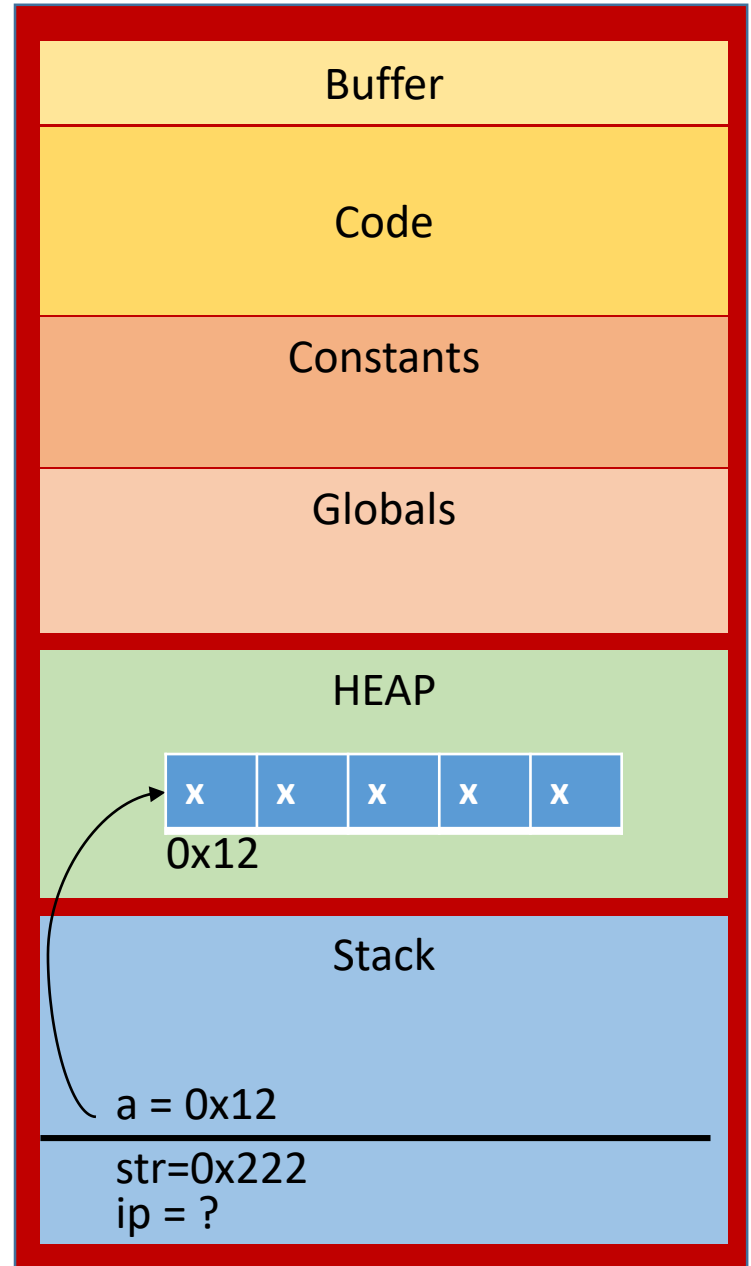 Buffer
Code
Constants
Globals
HEAP
x x x x x
0x12
Stack
a = 0x12
str=0x222
ip = ?